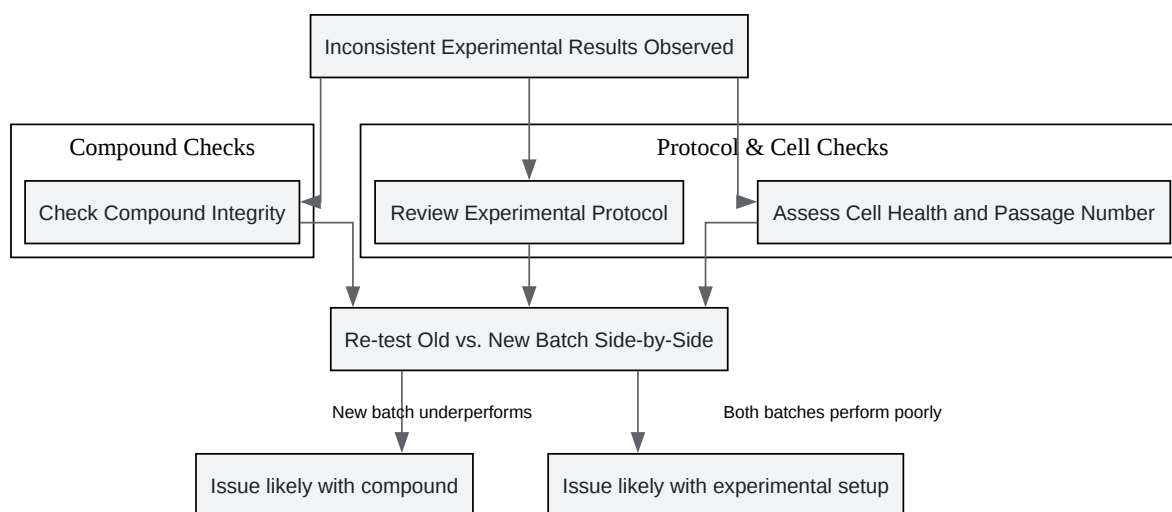 Inconsistent Experimental Results Observed
Compound Checks
Protocol & Cell Checks
Check Compound Integrity
Review Experimental Protocol
Assess Cell Health and Passage Number
Re-test Old vs. New Batch Side-by-Side
New batch underperforms
Both batches perform poorly
Issue likely with compound
Issue likely with experimental setup